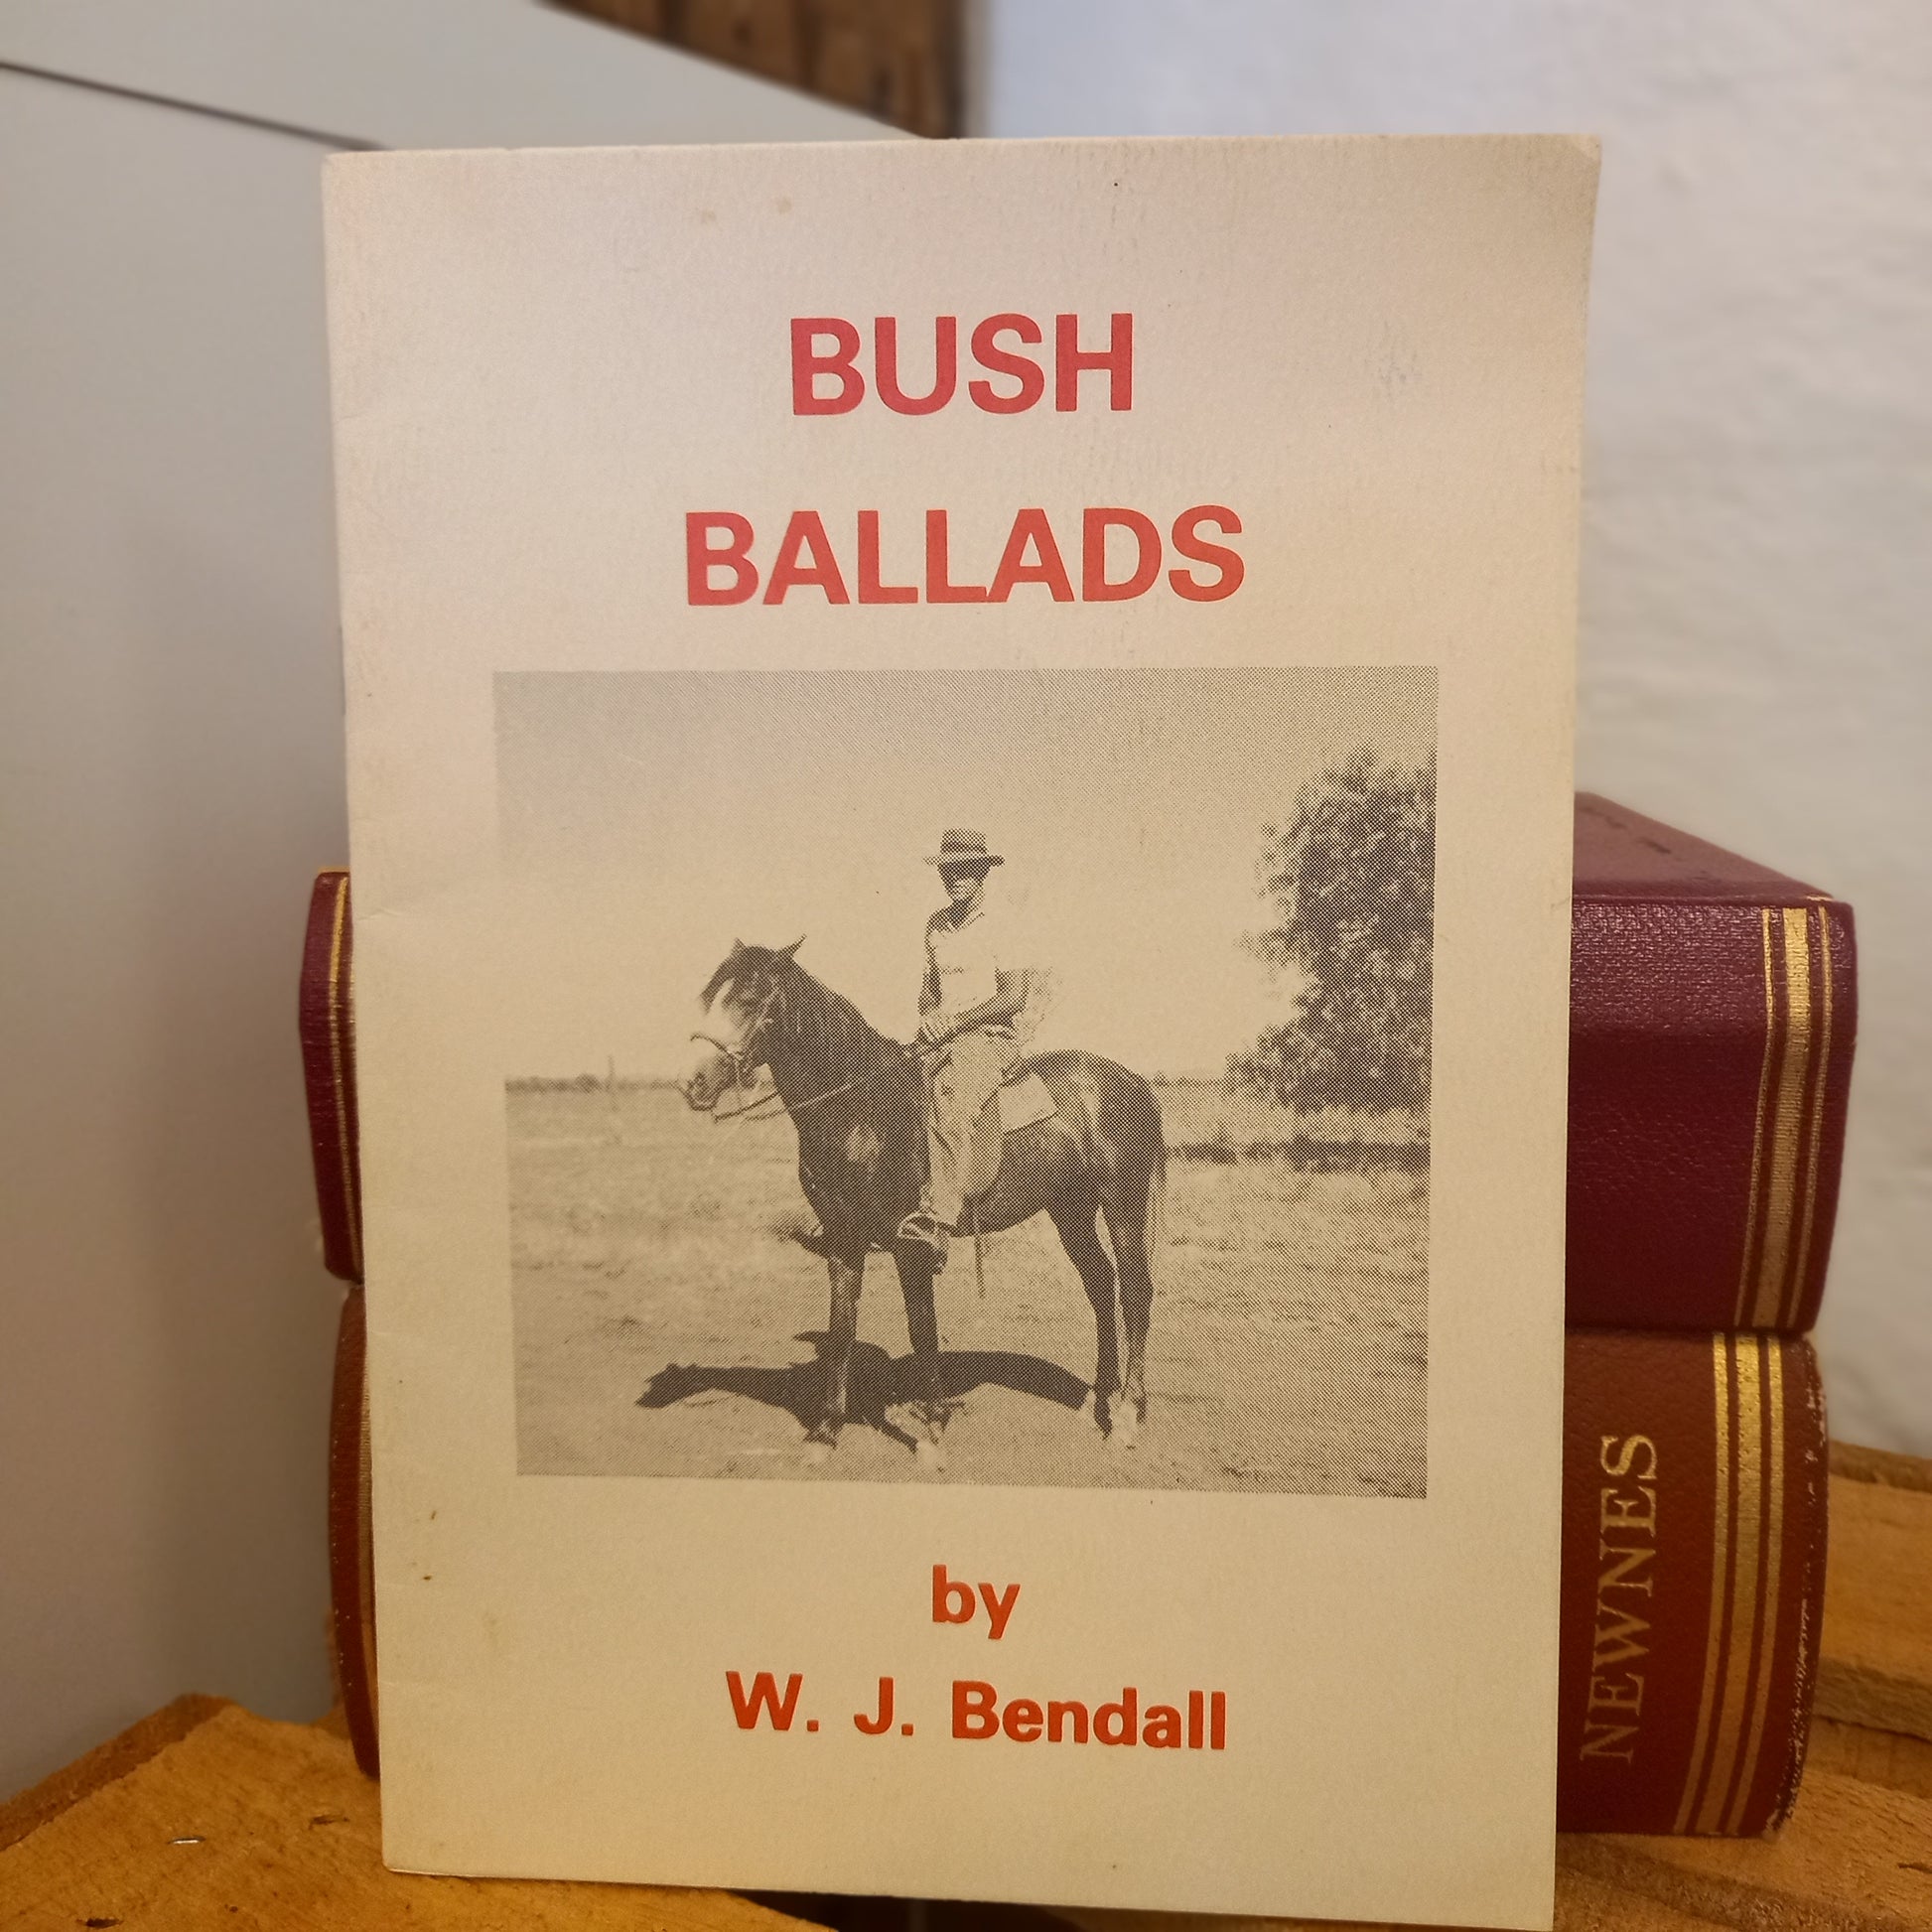 BUSH
BALLADS
by
W. J. Bendall
NEWNES